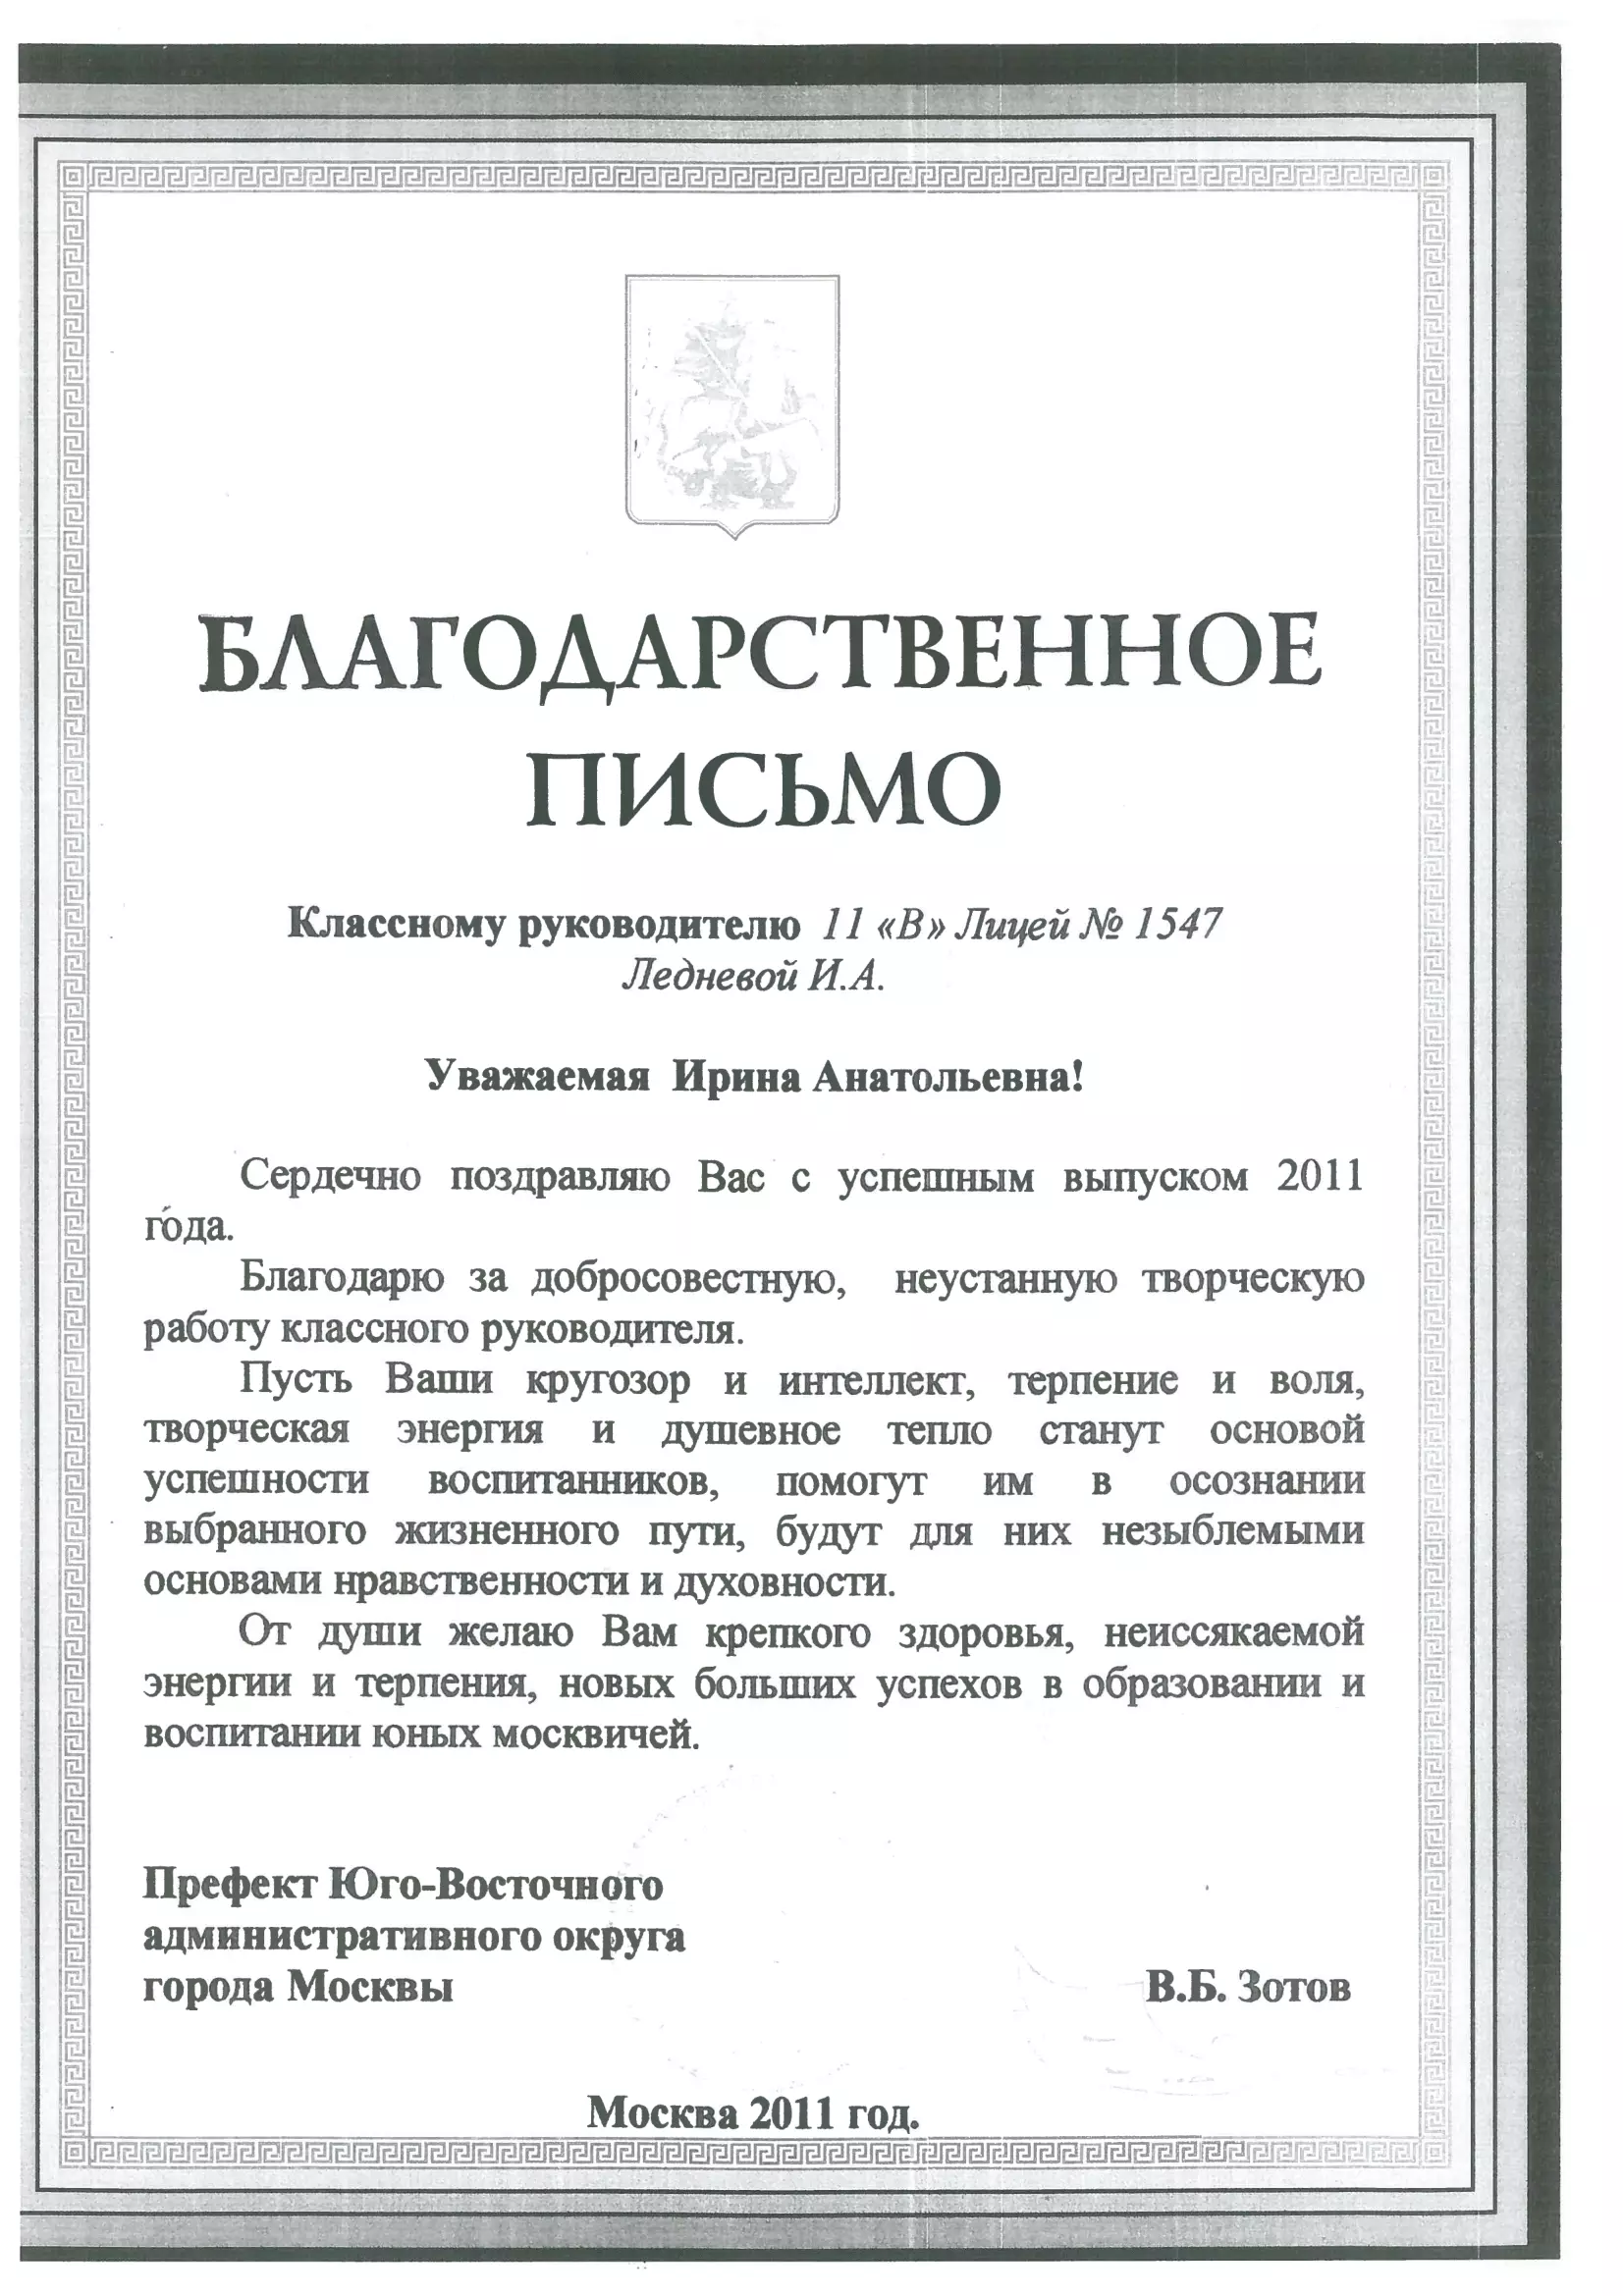 БЛАГОДАРСТВЕННОЕ
ПИСЬМО
Классному руководителю 11 «В» Лицей № 1547
Ледневой И.А.
Уважаемая Ирина Анатольевна!
Сердечно поздравляю Вас с успешным выпуском 2011
года.
Благодарю за добросовестную, неустанную творческую
работу классного руководителя.
Пусть Ваши кругозор и интеллект, терпение и воля,
творческая энергия и душевное тепло станут основой
успешности воспитанников, помогут им в осознании
выбранного жизненного пути, будут для них незыблемыми
основами нравственности и духовности.
От души желаю Вам крепкого здоровья, неиссякаемой
энергии и терпения, новых больших успехов в образовании и
воспитании юных москвичей.
Префект Юго-Восточного
административного округа
города Москвы
В.Б. Зотов
Москва 2011 год.